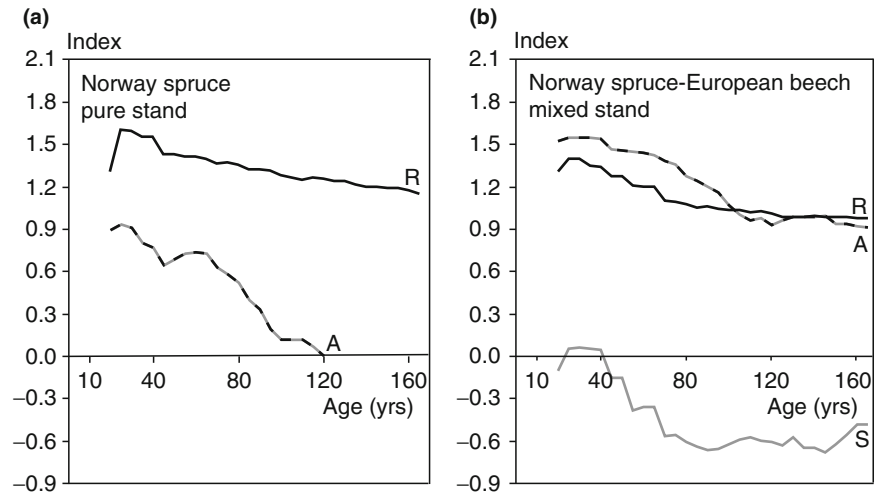 (a)
Index
2.1
1.8
1.5
1.2
0.9
0.6
0.3
0.0
−0.3
−0.6
−0.9
Norway spruce
pure stand
R
A
10 40 80 120 160
Age (yrs)
(b)
Index
2.1
1.8
1.5
1.2
0.9
0.6
0.3
0.0
−0.3
−0.6
−0.9
Norway spruce-European beech
mixed stand
R
A
10 40 80 120 160
Age (yrs)
S